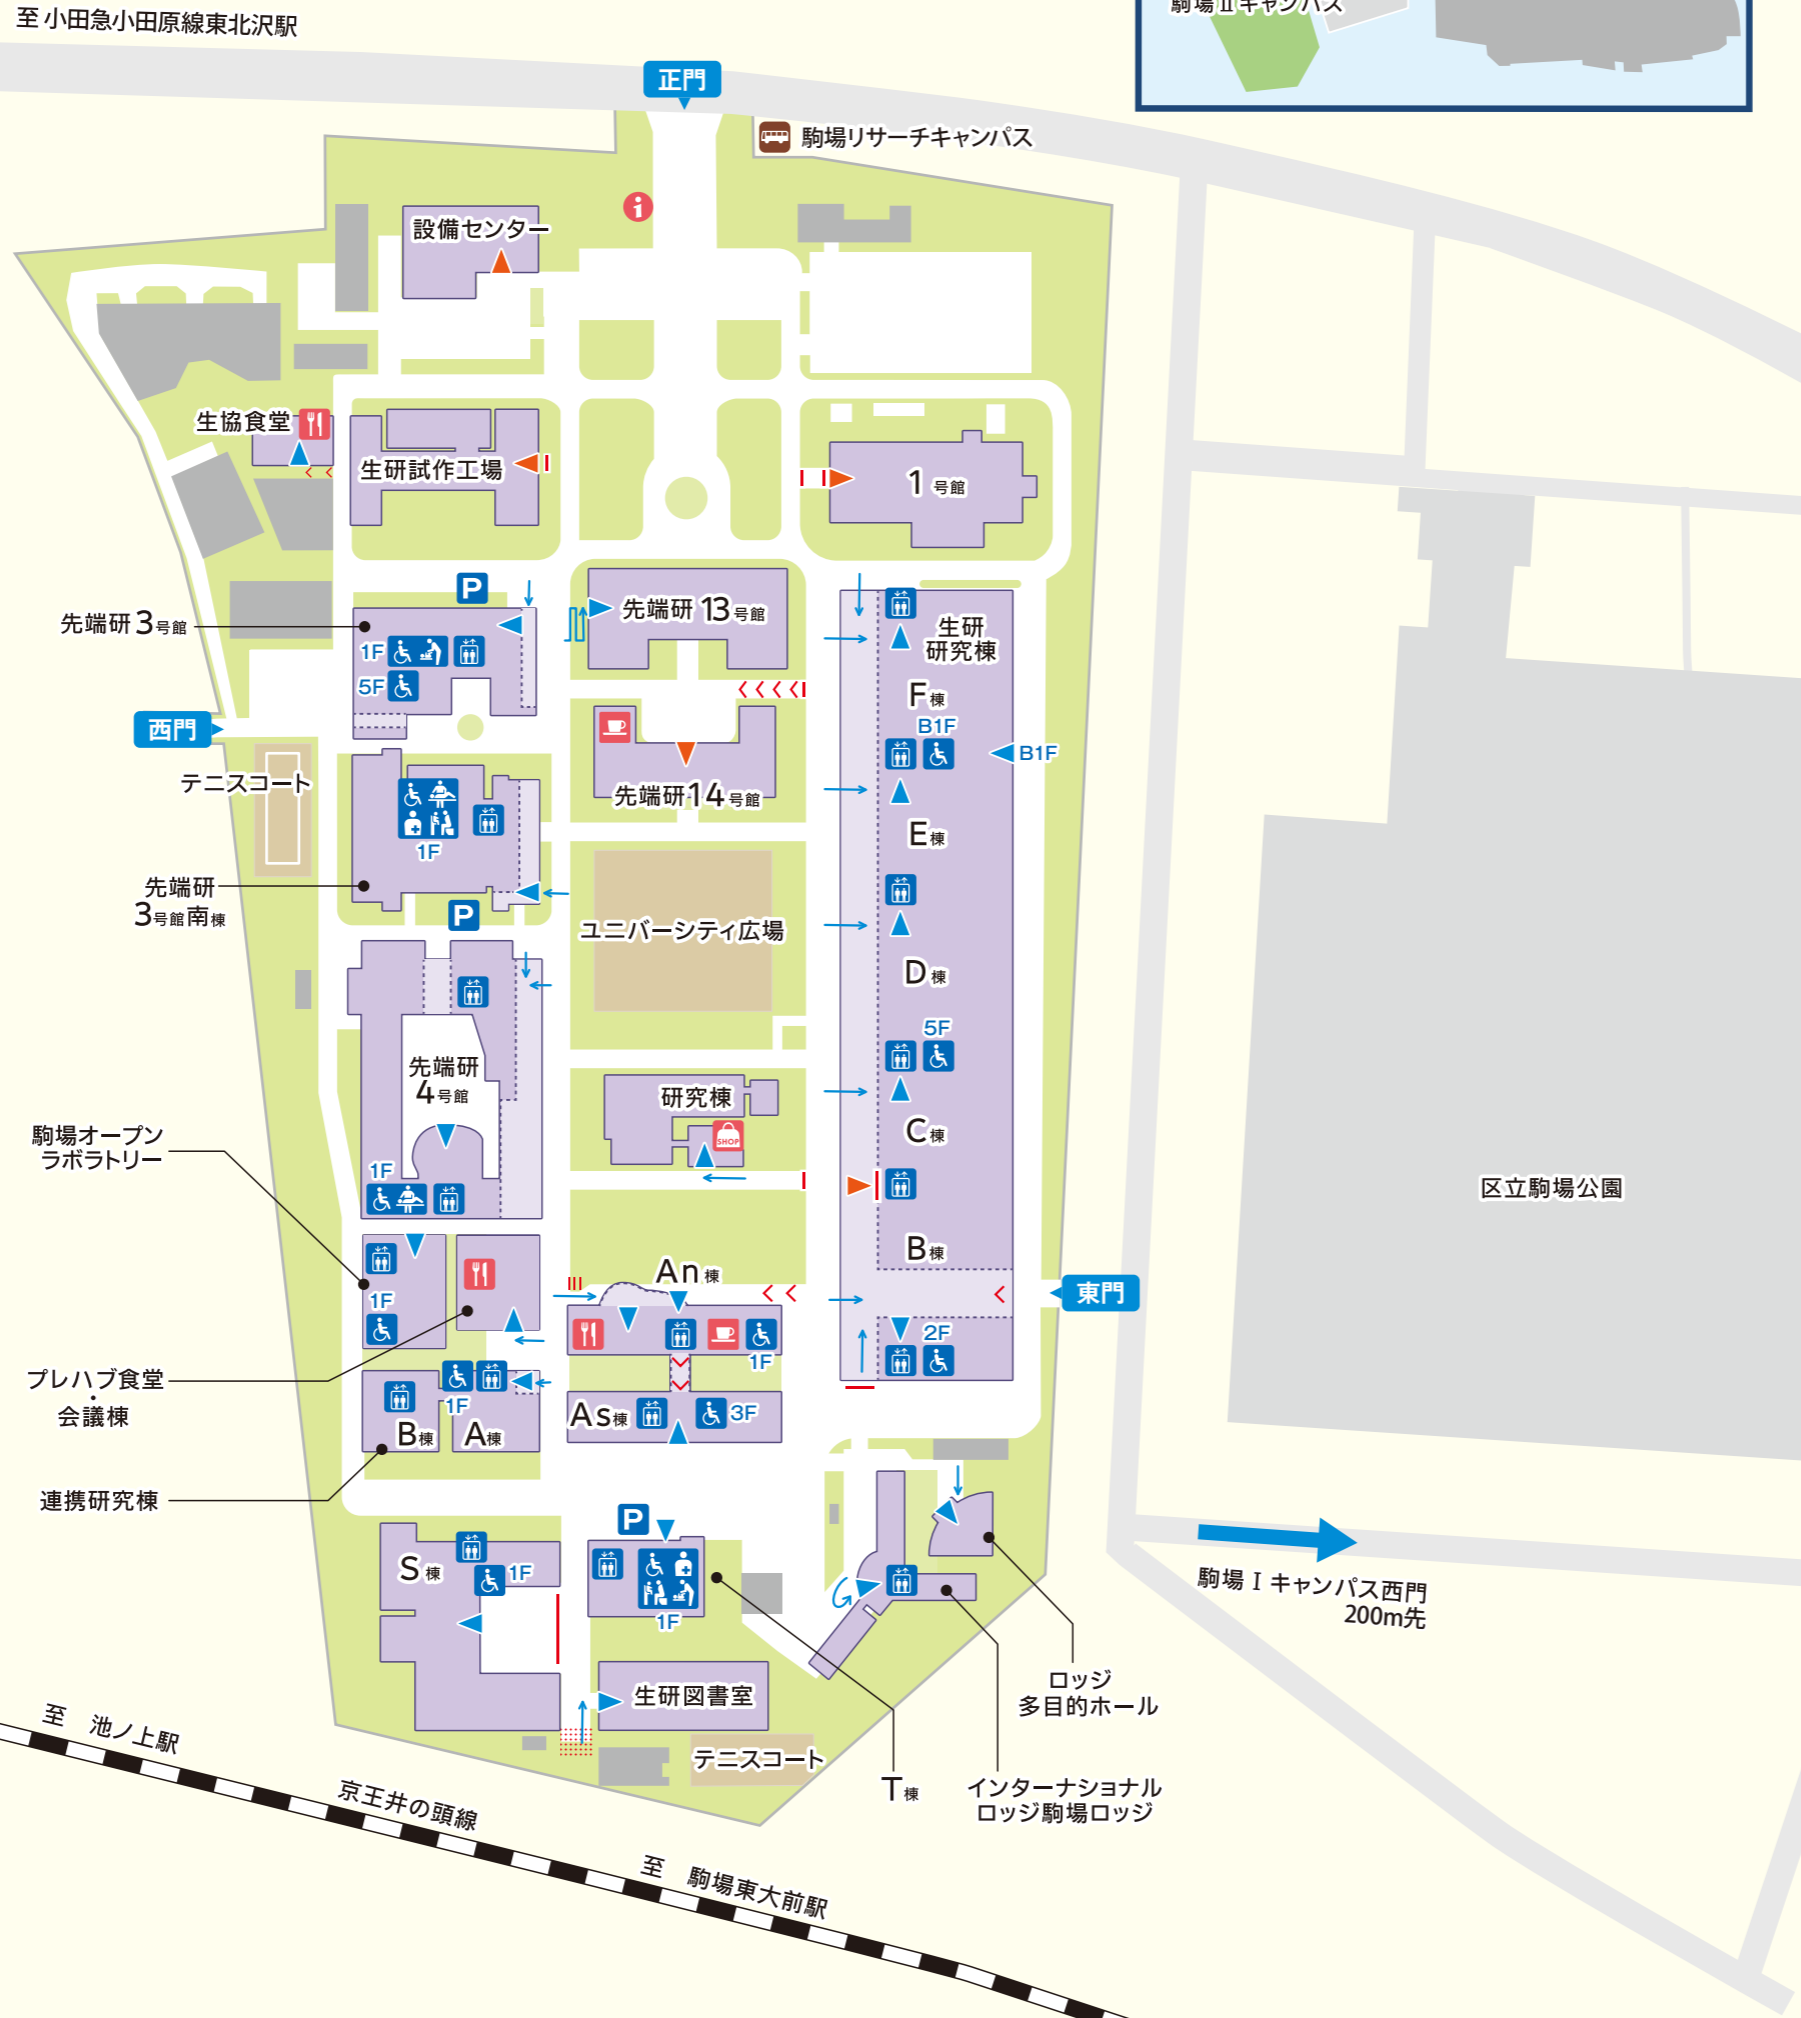 至 小田急小田原線東北沢駅
駒場 Ⅱ キャンパス
正門
駒場リサーチキャンパス
設備センター
生協食堂
生研試作工場
1 号館
P
先端研 3 号館
1F
5F
先端研 13 号館
生研
研究棟
F 棟
B1F
B1F
西門
テニスコート
先端研 14 号館
1F
E 棟
先端研
3 号館 南 棟
P
ユニバーシティ広場
D 棟
5F
先端研
4 号館
研究棟
SHOP
C 棟
駒場オープン
ラボラトリー
1F
区立駒場公園
B 棟
An 棟
東門
1F
2F
1F
プレハブ食堂
・
会議棟
1F
B 棟
A 棟
As 棟
3F
連携研究棟
P
S 棟
1F
1F
駒場 Ⅰ キャンパス西門
200m先
ロッジ
多目的ホール
生研図書室
テニスコート
T 棟
インターナショナル
ロッジ駒場ロッジ
至 池ノ上駅
京王井の頭線
至 駒場東大前駅